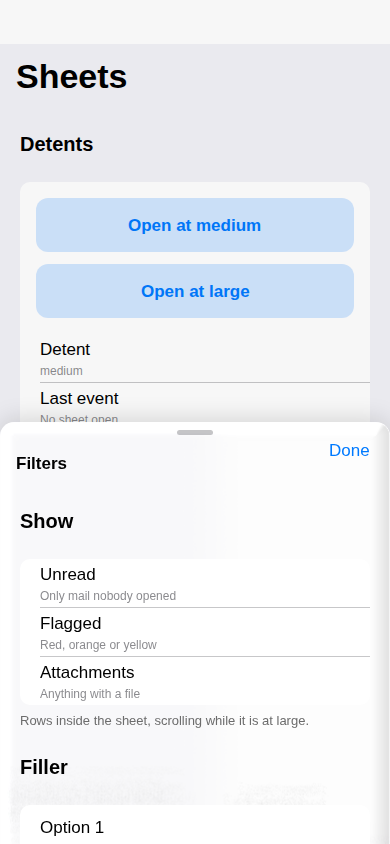 Sheets
Detents
Open at medium
Open at large
Detent
medium
Last event
No sheet open
Done
Filters
Show
Unread
Only mail nobody opened
Flagged
Red, orange or yellow
Attachments
Anything with a file
Rows inside the sheet, scrolling while it is at large.
Filler
Option 1